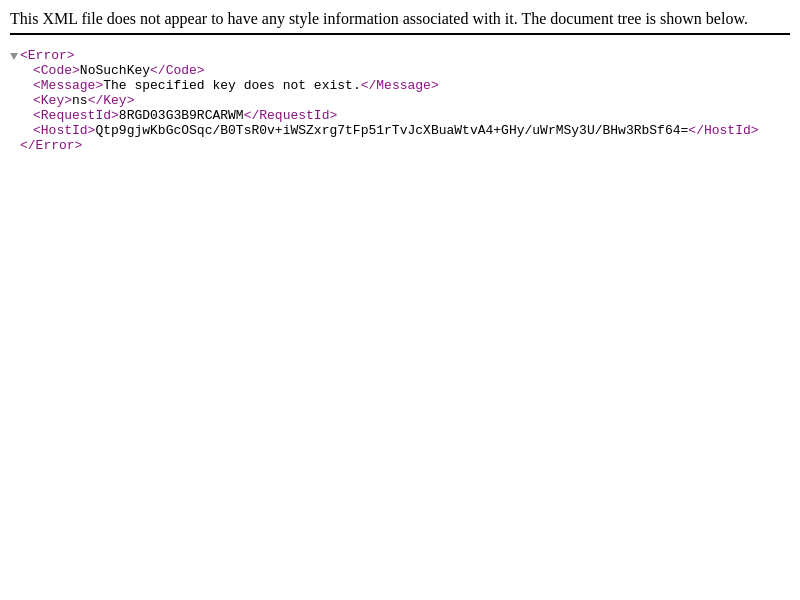 This XML file does not appear to have any style information associated with it. The document tree is shown below.
<Error>
<Code>NoSuchKey</Code>
<Message>The specified key does not exist.</Message>
<Key>ns</Key>
<RequestId>8RGD03G3B9RCARWM</RequestId>
<HostId>Qtp9gjwKbGcOSqc/B0TsR0v+iWSZxrg7tFp51rTvJcXBuaWtvA4+GHy/uWrMSy3U/BHw3RbSf64=</HostId>
</Error>